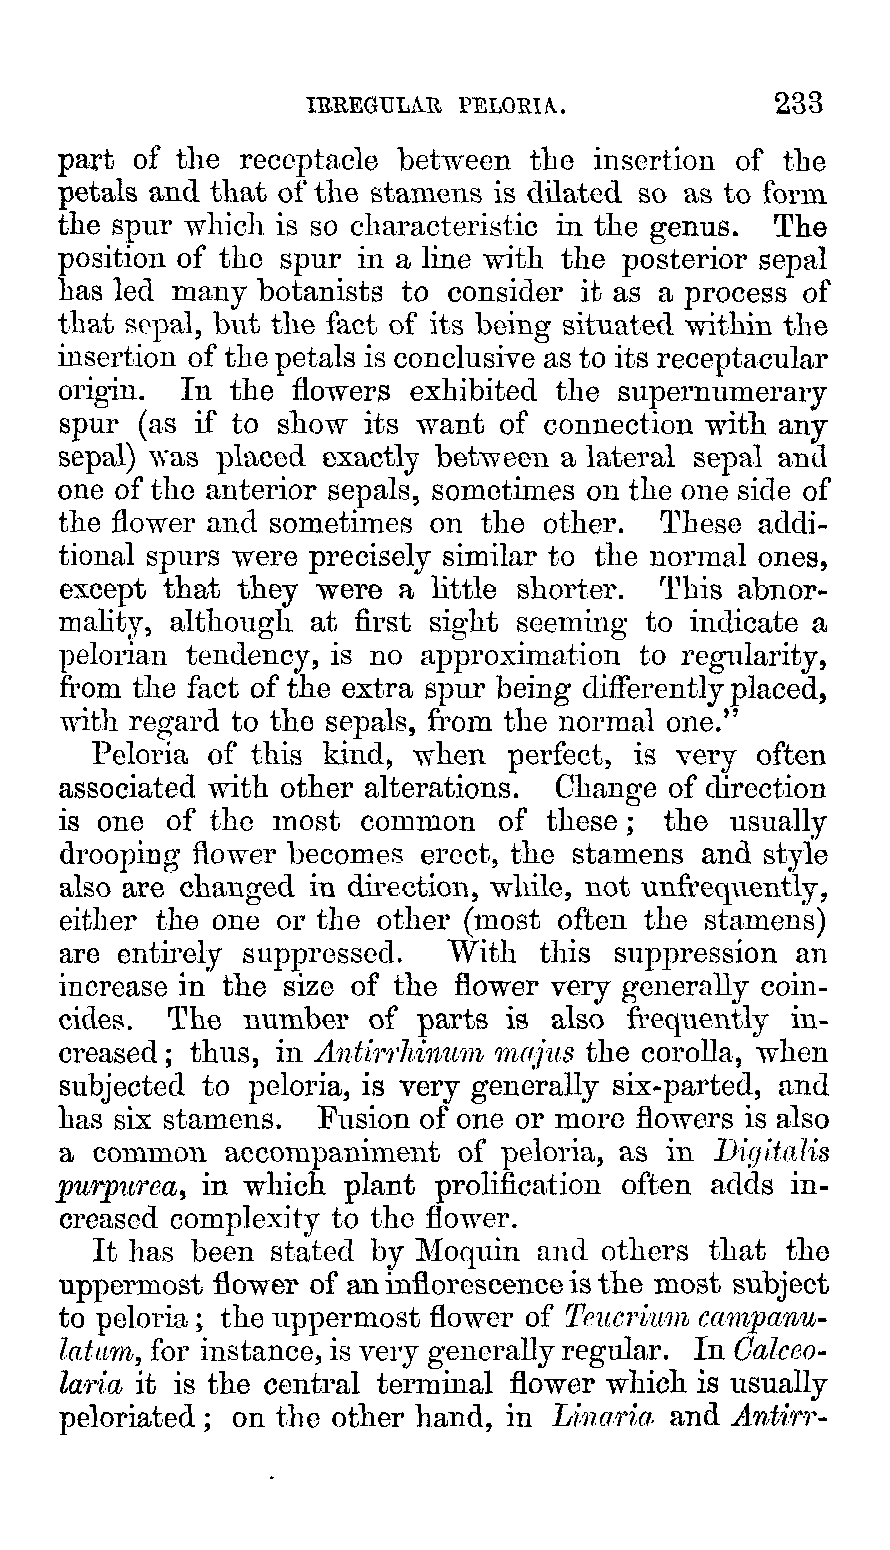 IRREGULAR PELORIA. 233
part of the receptacle between the insertion of the
petals and that of the stamens is dilated so as to form
the spur which is so characteristic in the genus. The
position of the spur in a line with the posterior sepal
has led many botanists to consider it as a process of
that sepal, but the fact of its being situated within the
insertion of the petals is conclusive as to its receptacular
origin. In the flowers exhibited the supernumerary
spur (as if to show its want of connection with any
sepal) was placed exactly between a lateral sepal and
one of the anterior sepals, sometimes on the one side of
the flower and sometimes on the other. These addi-
tional spurs were precisely similar to the normal ones,
except that they were a little shorter. This abnor-
mality, although at first sight seeming to indicate a
pelorian tendency, is no approximation to regularity,
from the fact of the extra spur being differently placed,
with regard to the sepals, from the normal one.”
Peloria of this kind, when perfect, is very often
associated with other alterations. Change of direction
is one of the most common of these; the usually
drooping flower becomes erect, the stamens and style
also are changed in direction, while, not unfrequently,
either the one or the other (most often the stamens)
are entirely suppressed. With this suppression an
increase in the size of the flower very generally coin-
cides. The number of parts is also frequently in-
creased; thus, in Antirrhinum majus the corolla, when
subjected to peloria, is very generally six-parted, and
has six stamens. Fusion of one or more flowers is also
a common accompaniment of peloria, as in Digitalis
purpurea, in which plant prolification often adds in-
creased complexity to the flower.
It has been stated by Moquin and others that the
uppermost flower of an inflorescence is the most subject
to peloria; the uppermost flower of Teucrium campanu-
latum, for instance, is very generally regular. In Calceo-
laria it is the central terminal flower which is usually
peloriated; on the other hand, in Linaria and Antirr-